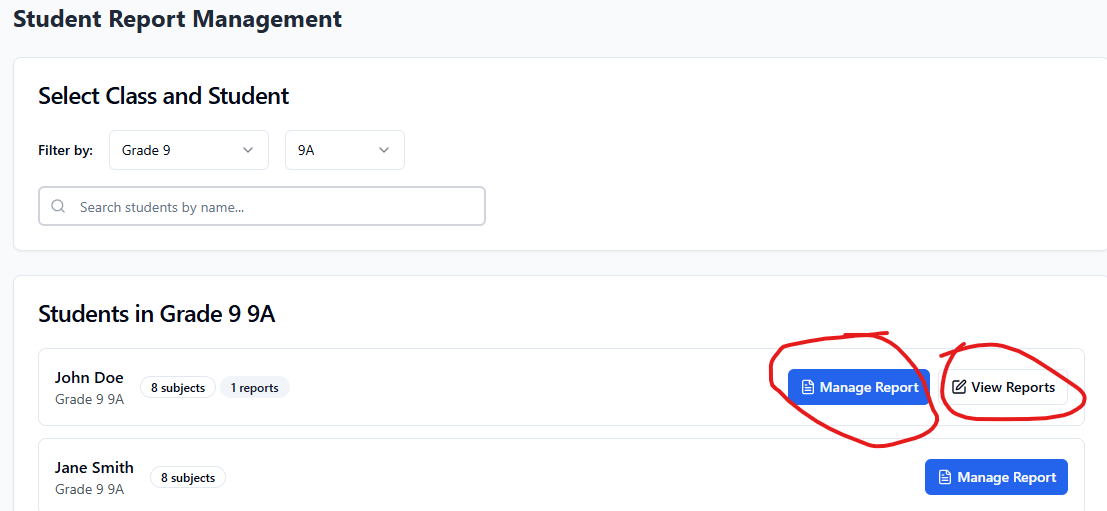 Student Report Management
Select Class and Student
Filter by: Grade 9 9A
Search students by name...
Students in Grade 9 9A
John Doe 8 subjects 1 reports Manage Report View Reports
Grade 9 9A
Jane Smith 8 subjects Manage Report
Grade 9 9A